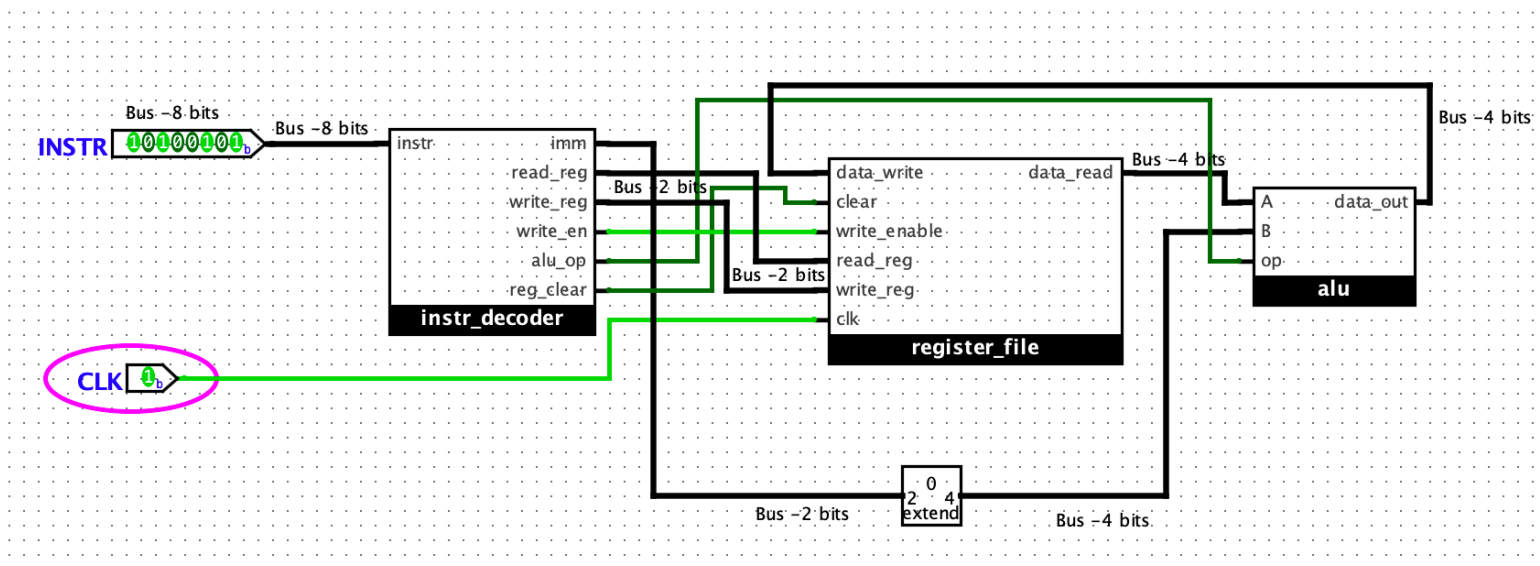 Bus -8 bits
INSTR 10100101b
Bus -8 bits
instr
imm
read_reg
write_reg
write_en
alu_op
reg_clear
instr_decoder
CLK 1b
Bus -2 bits
Bus -2 bits
data_write
clear
write_enable
read_reg
write_reg
clk
data_read
register_file
Bus -4 bits
A
B
op
data_out
alu
Bus -4 bits
Bus -2 bits
0
2 4
extend
Bus -4 bits